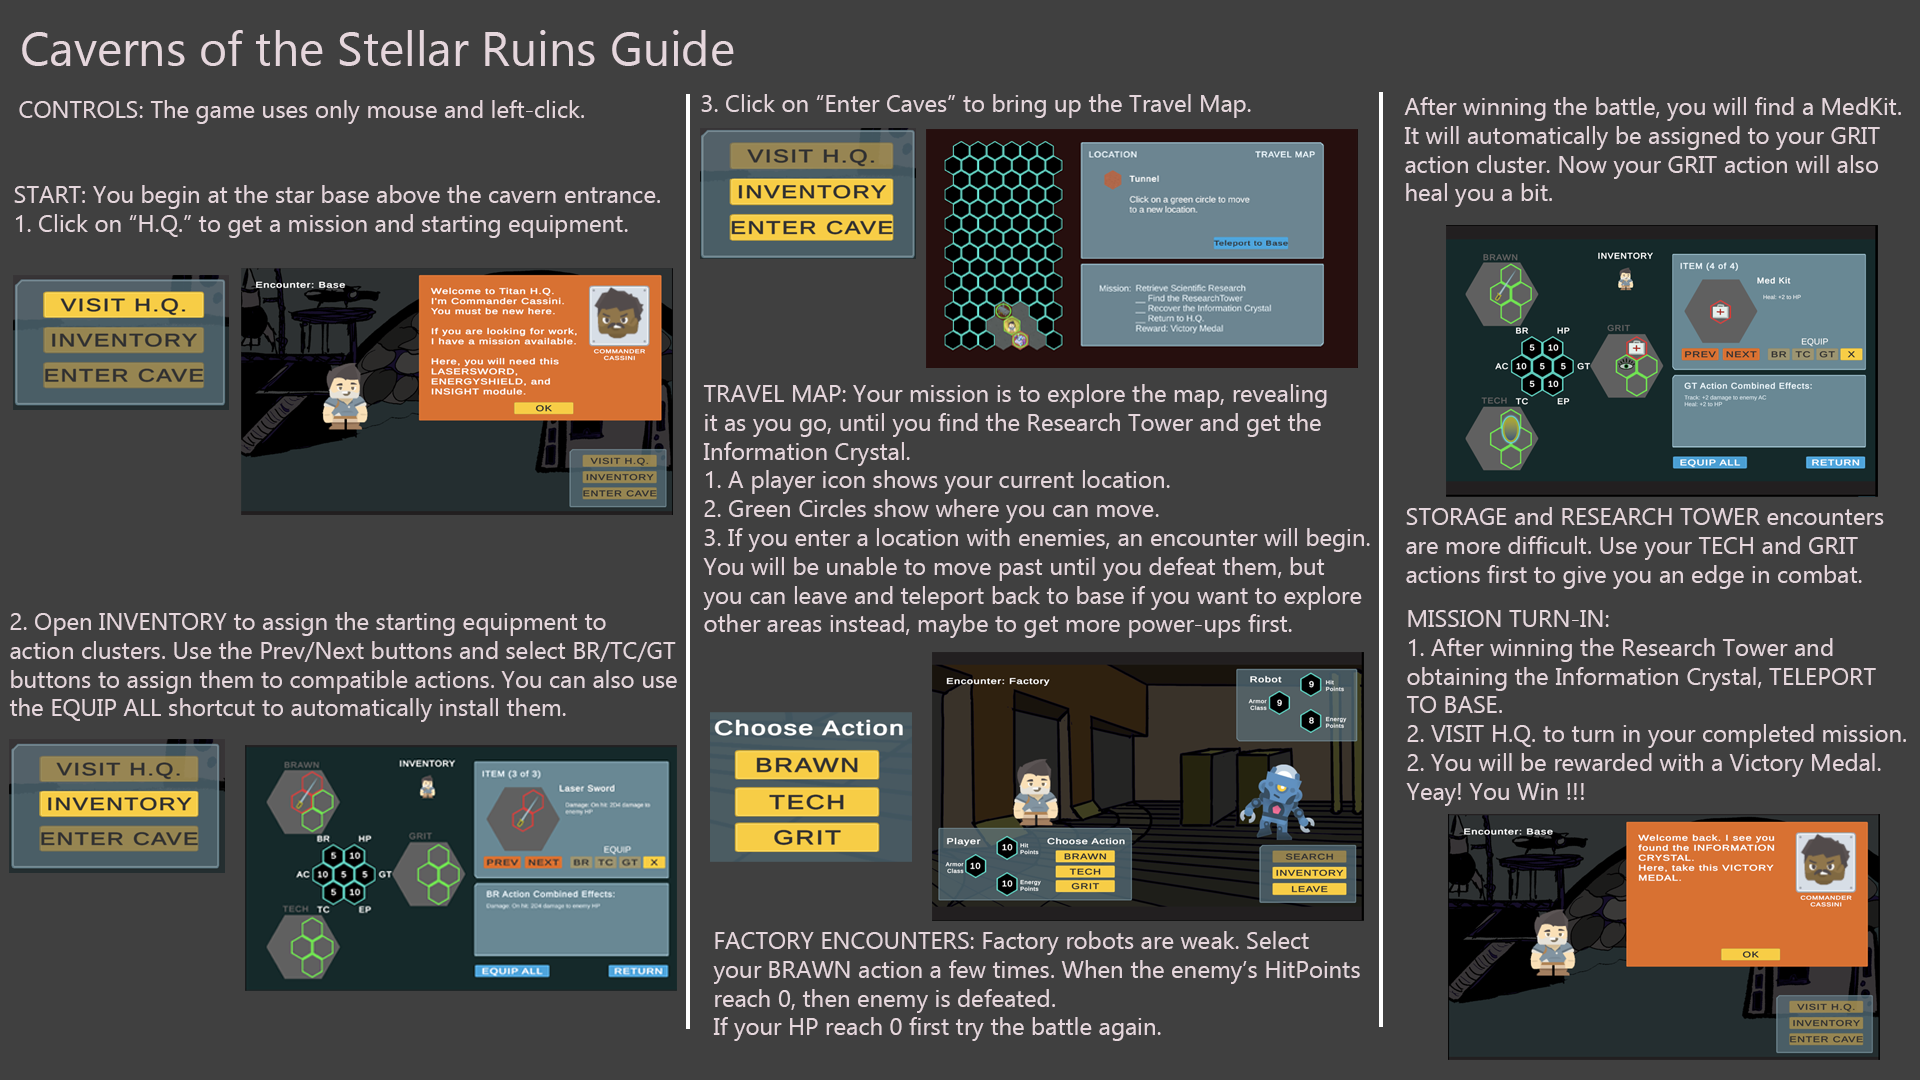 Caverns of the Stellar Ruins Guide
CONTROLS: The game uses only mouse and left-click.
START: You begin at the star base above the cavern entrance.
1. Click on “H.Q.” to get a mission and starting equipment.
VISIT H.Q.
INVENTORY
ENTER CAVE
Encounter: Base
Welcome to Titan H.Q.
I'm Commander Cassini.
You must be new here.
If you are looking for work,
I have a mission available.
Here, you will need this
LASERSWORD,
ENERGYSHIELD, and
INSIGHT module.
OK
COMMANDER
CASSINI
VISIT H.Q.
INVENTORY
ENTER CAVE
2. Open INVENTORY to assign the starting equipment to
action clusters. Use the Prev/Next buttons and select BR/TC/GT
buttons to assign them to compatible actions. You can also use
the EQUIP ALL shortcut to automatically install them.
VISIT H.Q.
INVENTORY
ENTER CAVE
BRAWN
INVENTORY
GRIT
TECH
BR HP
5 10
AC 10 5 5 GT
5 10
TC EP
ITEM (3 of 3)
Laser Sword
Damage: On hit: 2D4 damage to
enemy HP
EQUIP
PREV NEXT BR TC GT X
BR Action Combined Effects:
Damage: On hit: 2D4 damage to enemy HP
EQUIP ALL RETURN
3. Click on “Enter Caves” to bring up the Travel Map.
VISIT H.Q.
INVENTORY
ENTER CAVE
LOCATION TRAVEL MAP
Tunnel
Click on a green circle to move
to a new location.
Teleport to Base
Mission: Retrieve Scientific Research
__ Find the ResearchTower
__ Recover the Information Crystal
__ Return to H.Q.
Reward: Victory Medal
TRAVEL MAP: Your mission is to explore the map, revealing
it as you go, until you find the Research Tower and get the
Information Crystal.
1. A player icon shows your current location.
2. Green Circles show where you can move.
3. If you enter a location with enemies, an encounter will begin.
You will be unable to move past until you defeat them, but
you can leave and teleport back to base if you want to explore
other areas instead, maybe to get more power-ups first.
Choose Action
BRAWN
TECH
GRIT
Encounter: Factory
Robot
9 Hit Points
Armor Class 9
8 Energy Points
Player
10 Hit Points
Armor Class 10
10 Energy Points
Choose Action
BRAWN
TECH
GRIT
SEARCH
INVENTORY
LEAVE
FACTORY ENCOUNTERS: Factory robots are weak. Select
your BRAWN action a few times. When the enemy’s HitPoints
reach 0, then enemy is defeated.
If your HP reach 0 first try the battle again.
After winning the battle, you will find a MedKit.
It will automatically be assigned to your GRIT
action cluster. Now your GRIT action will also
heal you a bit.
BRAWN
INVENTORY
GRIT
TECH
BR HP
5 10
AC 10 5 5 GT
5 10
TC EP
ITEM (4 of 4)
Med Kit
Heal: +2 to HP
EQUIP
PREV NEXT BR TC GT X
GT Action Combined Effects:
Track: +2 damage to enemy AC
Heal: +2 to HP
EQUIP ALL RETURN
STORAGE and RESEARCH TOWER encounters
are more difficult. Use your TECH and GRIT
actions first to give you an edge in combat.
MISSION TURN-IN:
1. After winning the Research Tower and
obtaining the Information Crystal, TELEPORT
TO BASE.
2. VISIT H.Q. to turn in your completed mission.
2. You will be rewarded with a Victory Medal.
Yeay! You Win !!!
Encounter: Base
Welcome back. I see you
found the INFORMATION
CRYSTAL.
Here, take this VICTORY
MEDAL.
OK
COMMANDER
CASSINI
VISIT H.Q.
INVENTORY
ENTER CAVE